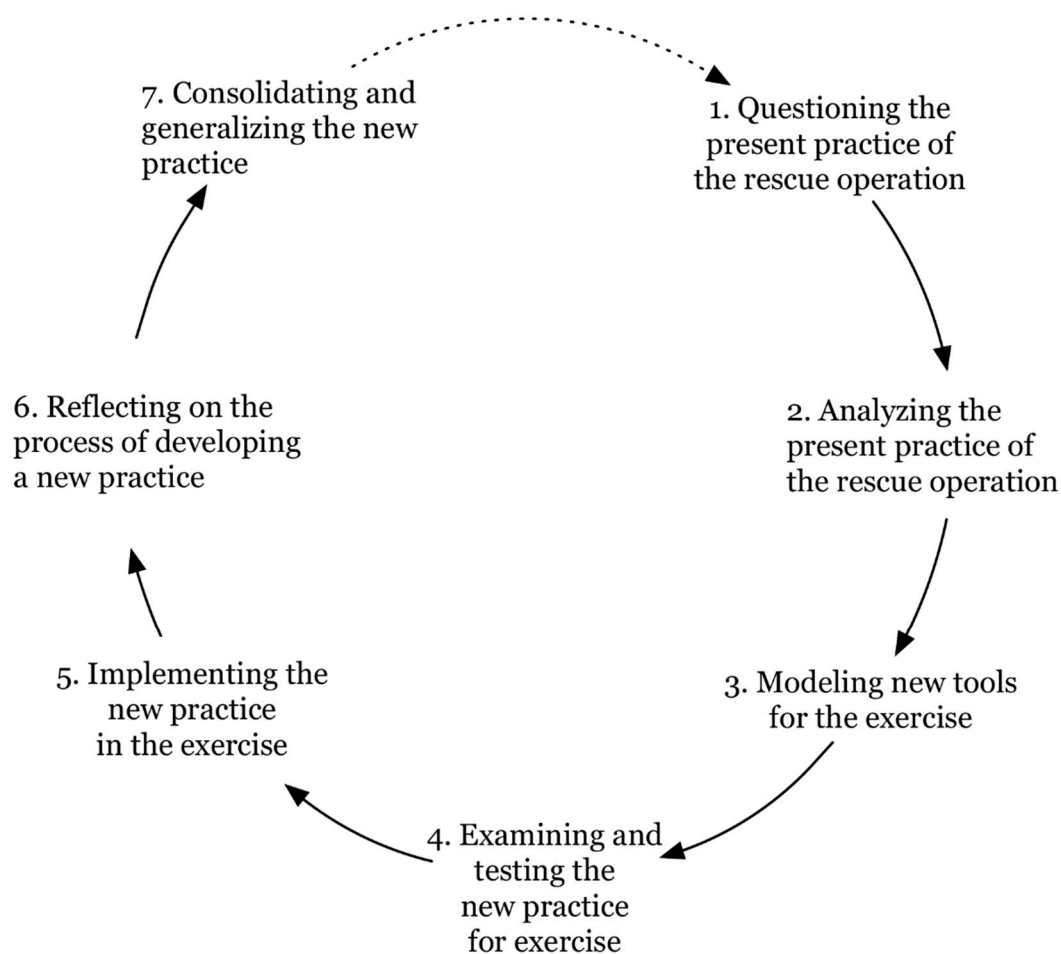 1. Questioning the
present practice of
the rescue operation
2. Analyzing the
present practice of
the rescue operation
3. Modeling new tools
for the exercise
4. Examining and
testing the
new practice
for exercise
5. Implementing the
new practice
in the exercise
6. Reflecting on the
process of developing
a new practice
7. Consolidating and
generalizing the new
practice